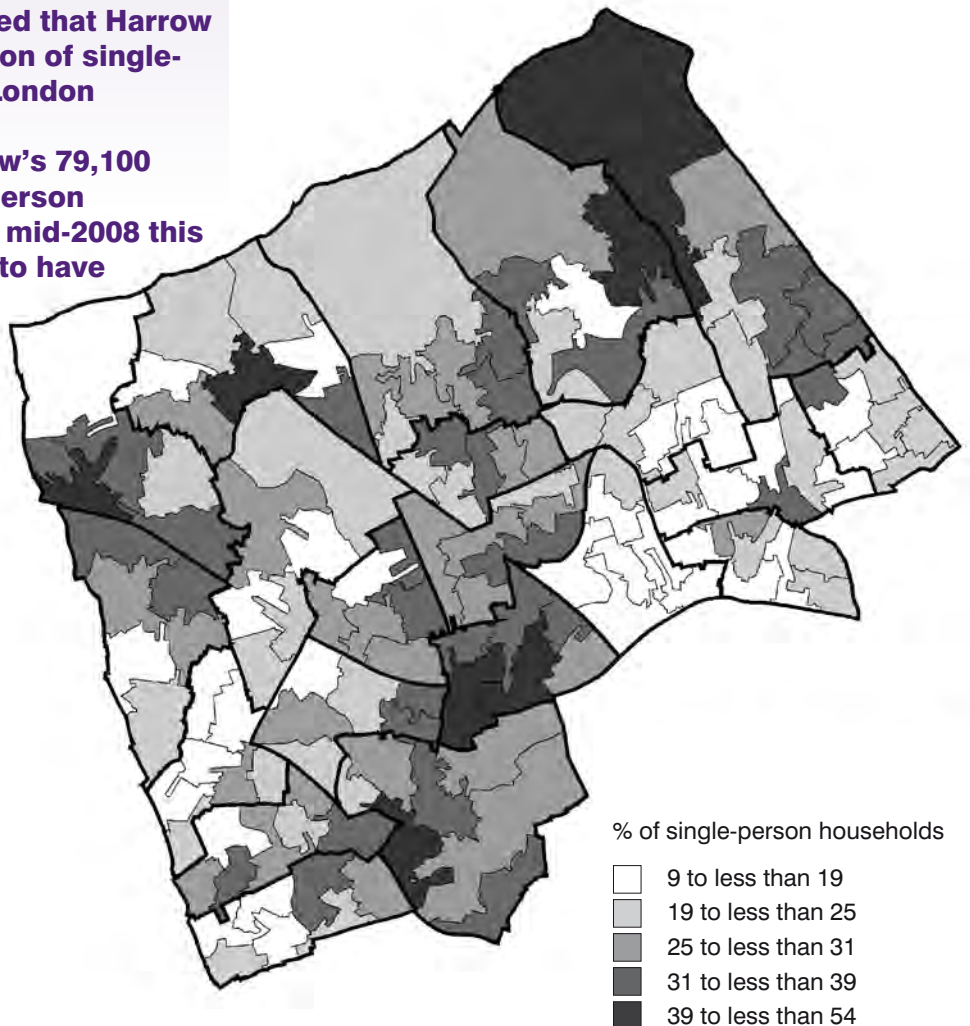 ed that Harrow
on of single-
London
w's 79,100
person
mid-2008 this
to have
% of single-person households
9 to less than 19
19 to less than 25
25 to less than 31
31 to less than 39
39 to less than 54